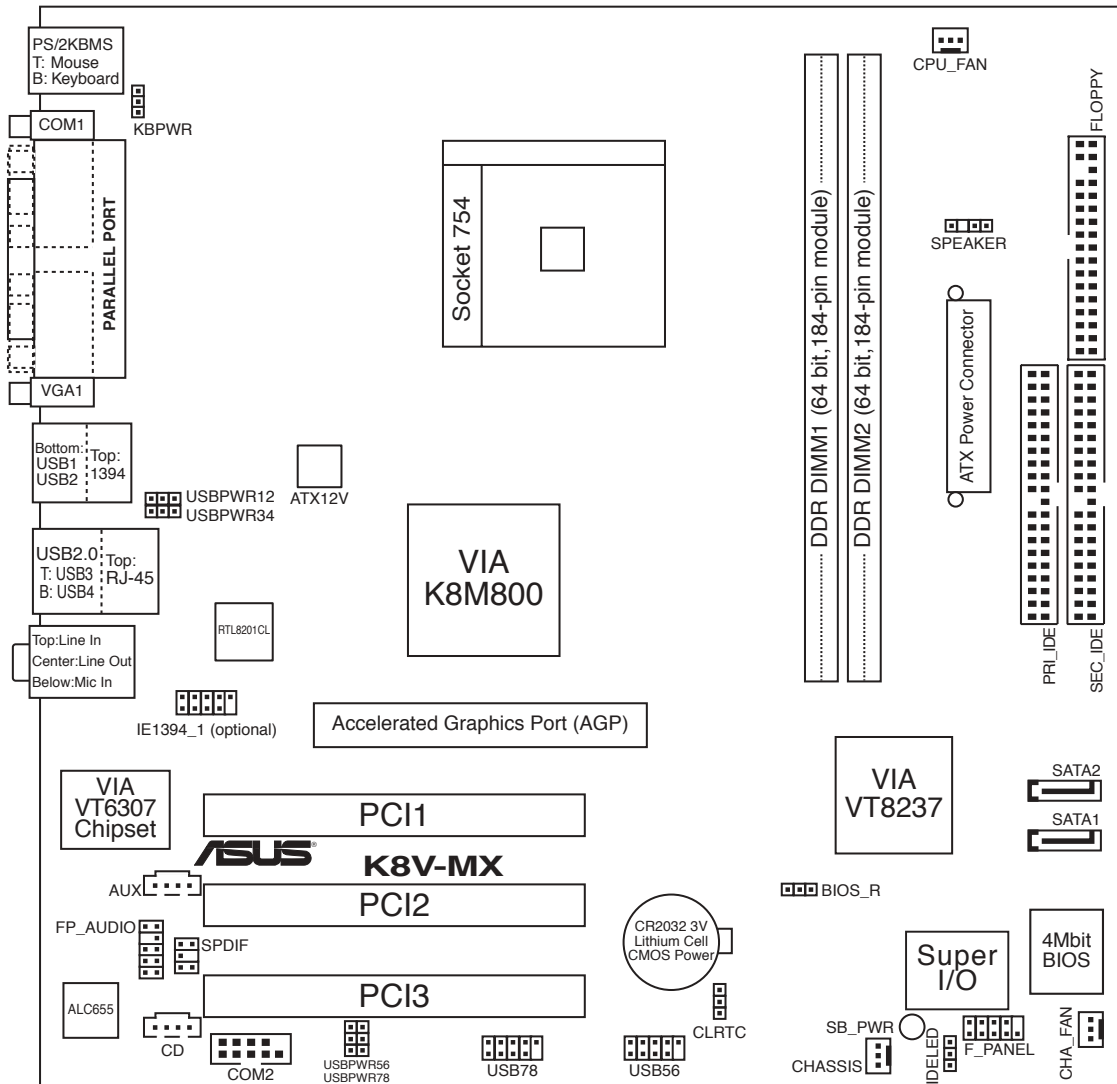 PS/2KBMS
T: Mouse
B: Keyboard
KBPWR
COM1
PARALLEL PORT
VGA1
Bottom:
USB1
USB2
Top:
1394
USBPWR12
USBPWR34
USB2.0
T: USB3
B: USB4
Top:
RJ-45
Top:Line In
Center:Line Out
Below:Mic In
CPU_FAN
FLOPPY
Socket 754
DDR DIMM1 (64 bit,184-pin module)
DDR DIMM2 (64 bit,184-pin module)
SPEAKER
ATX Power Connector
ATX12V
VIA
K8M800
RTL8201CL
PRI_IDE
SEC_IDE
IE1394_1 (optional)
Accelerated Graphics Port (AGP)
VIA
VT6307
Chipset
PCI1
VIA
VT8237
SATA2
SATA1
ASUS®
K8V-MX
AUX
PCI2
BIOS_R
FP_AUDIO
SPDIF
CR2032 3V
Lithium Cell
CMOS Power
Super
I/O
4Mbit
BIOS
ALC655
PCI3
CLRTC
CD
COM2
USBPWR56
USBPWR78
USB78
USB56
SB_PWR
CHASSIS
IDELED
F_PANEL
CHA_FAN